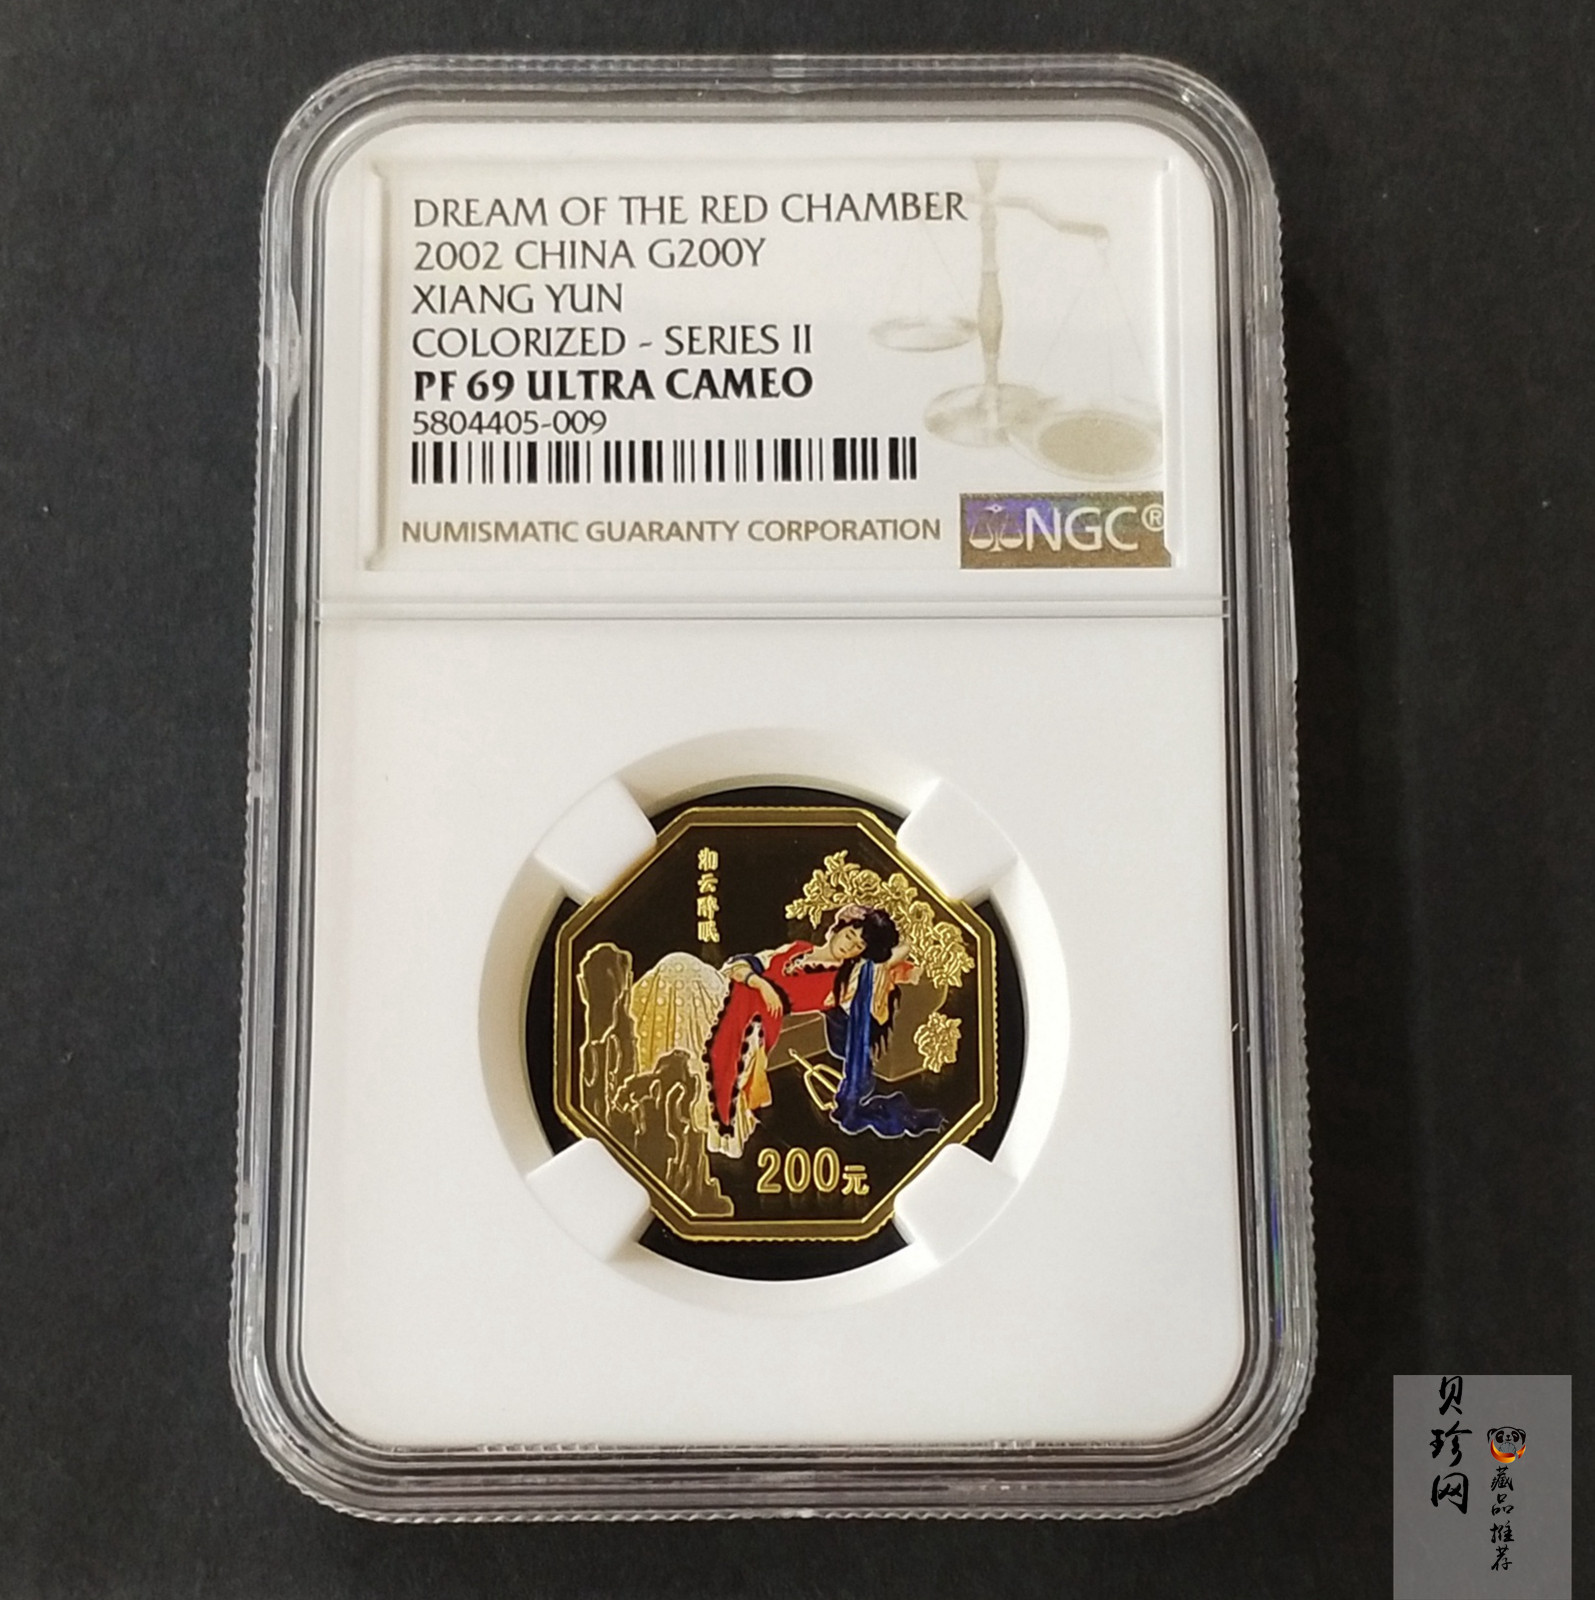 DREAM OF THE RED CHAMBER
2002 CHINA G200Y
XIANG YUN
COLORIZED - SERIES II
PF 69 ULTRA CAMEO
5804405-009
NUMISMATIC GUARANTY CORPORATION
NGC®
湘云醉眠
200元
贝珍网
藏品推荐